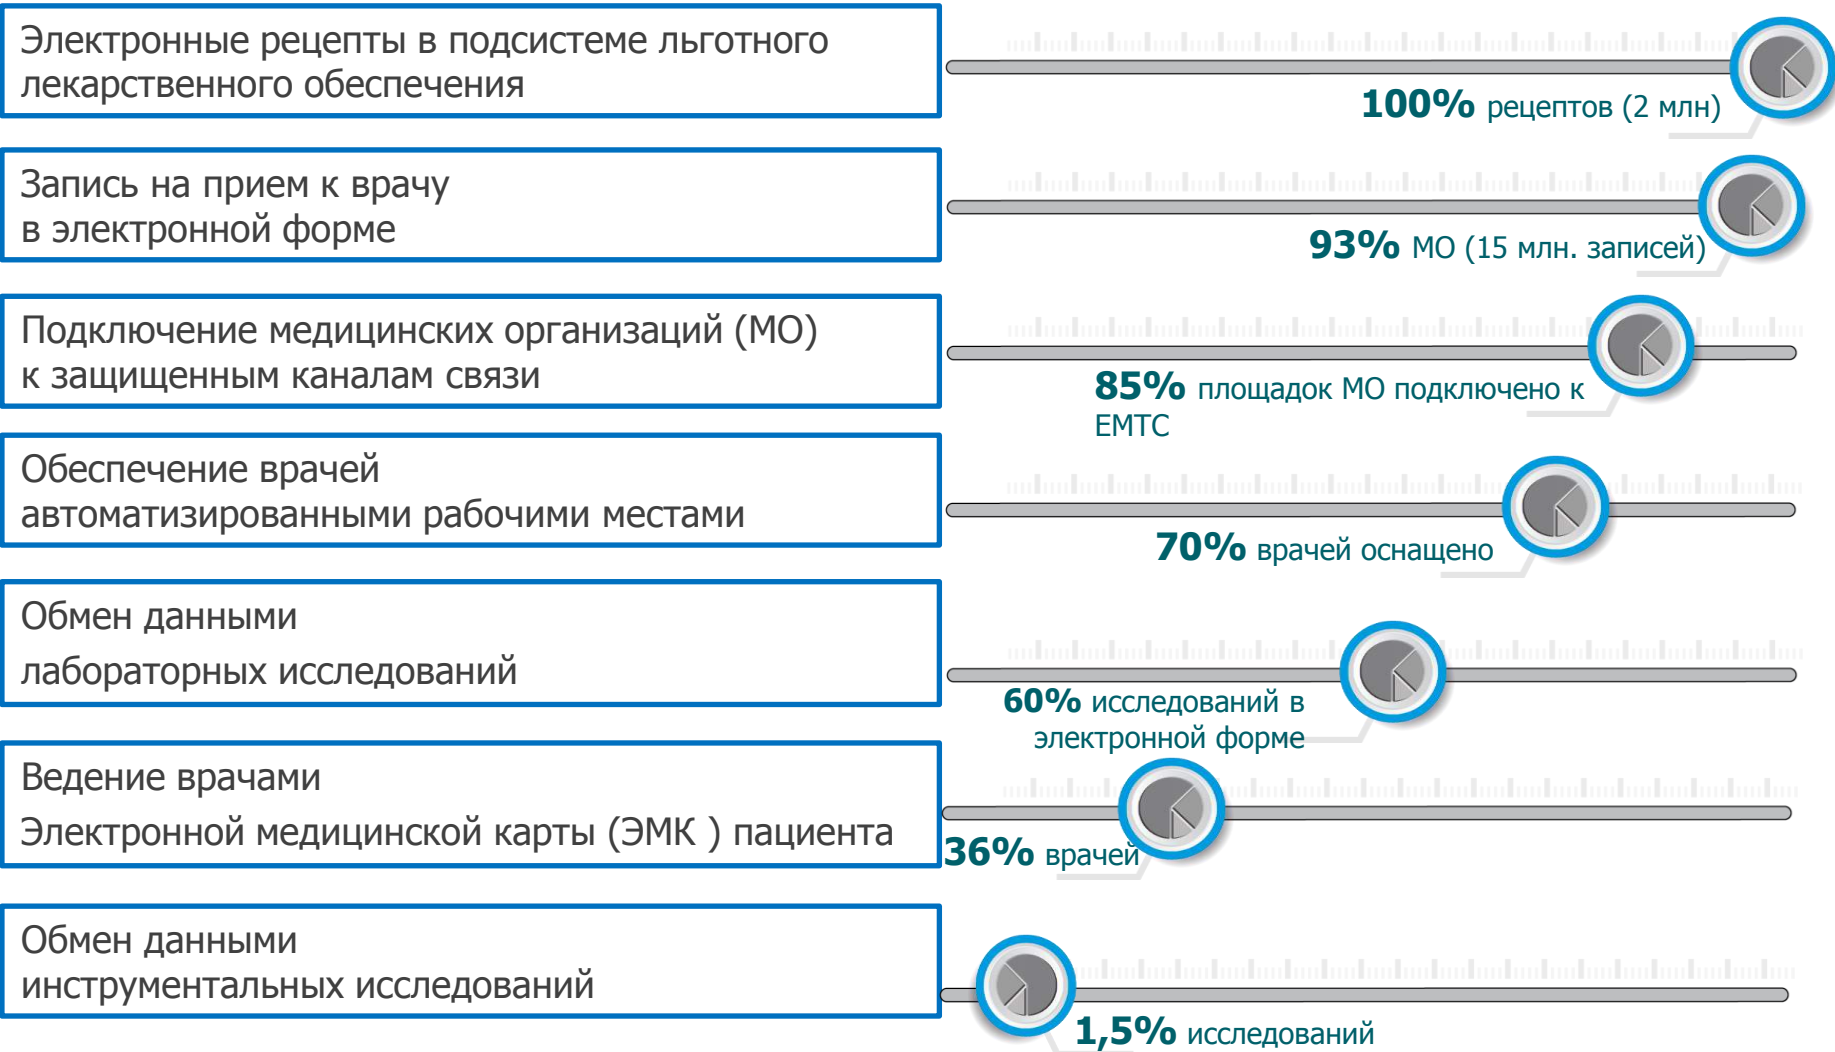 Электронные рецепты в подсистеме льготного
лекарственного обеспечения
100% рецептов (2 млн)
Запись на прием к врачу
в электронной форме
93% МО (15 млн. записей)
Подключение медицинских организаций (МО)
к защищенным каналам связи
85% площадок МО подключено к
ЕМТС
Обеспечение врачей
автоматизированными рабочими местами
70% врачей оснащено
Обмен данными
лабораторных исследований
60% исследований в
электронной форме
Ведение врачами
Электронной медицинской карты (ЭМК ) пациента
36% врачей
Обмен данными
инструментальных исследований
1,5% исследований